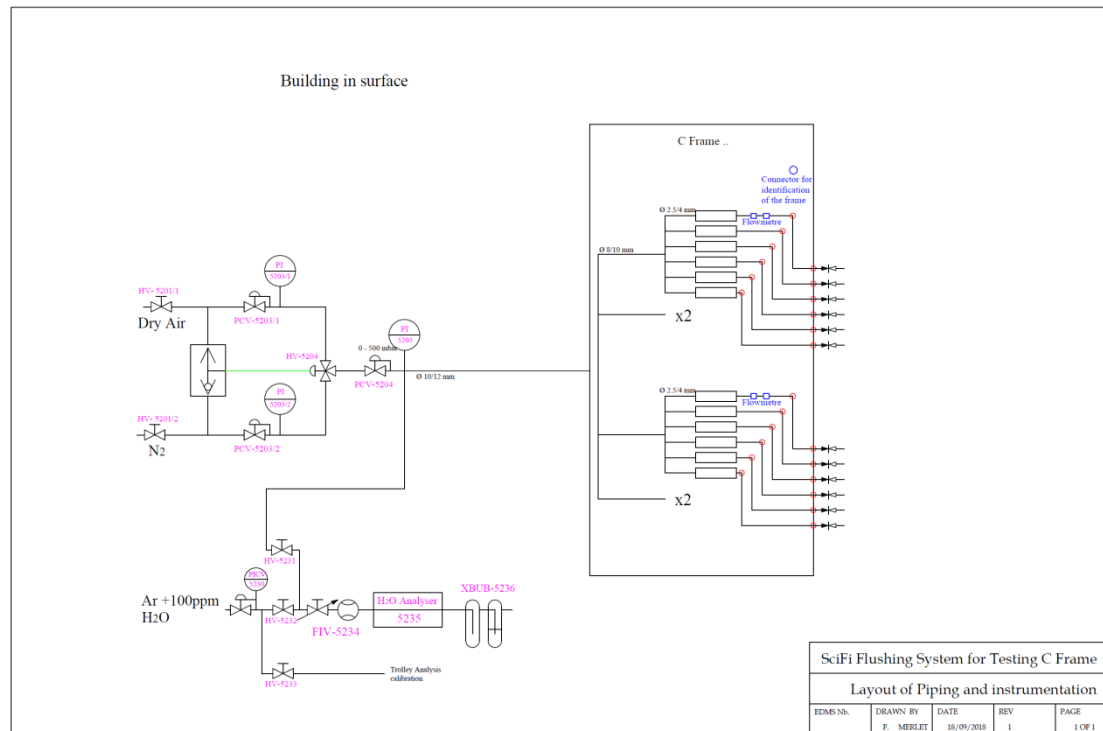 Building in surface
C Frame ..
Connector for
identification
of the frame
Ø 2.5/4 mm
Flowmetre
Ø 8/10 mm
x2
PI
5203/1
HV- 5201/1
Dry Air
PCV-5203/1
PI
5205
0 - 500 mbar
HV-5204
PCV-5204
Ø 10/12 mm
PI
5203/2
HV- 5201/2
N2
PCV-5203/2
Ø 2.5/4 mm
Flowmetre
x2
HV-5231
PICV
5230
Ar +100ppm
H2O
HV-5232
FIV-5234
H2O Analyser
5235
XBUB-5236
HV-5233
Trolley Analysis
calibration
SciFi Flushing System for Testing C Frame
Layout of Piping and instrumentation
EDMS Nb. DRAWN BY DATE REV PAGE
F. MERLET 18/09/2018 1 1 OF 1